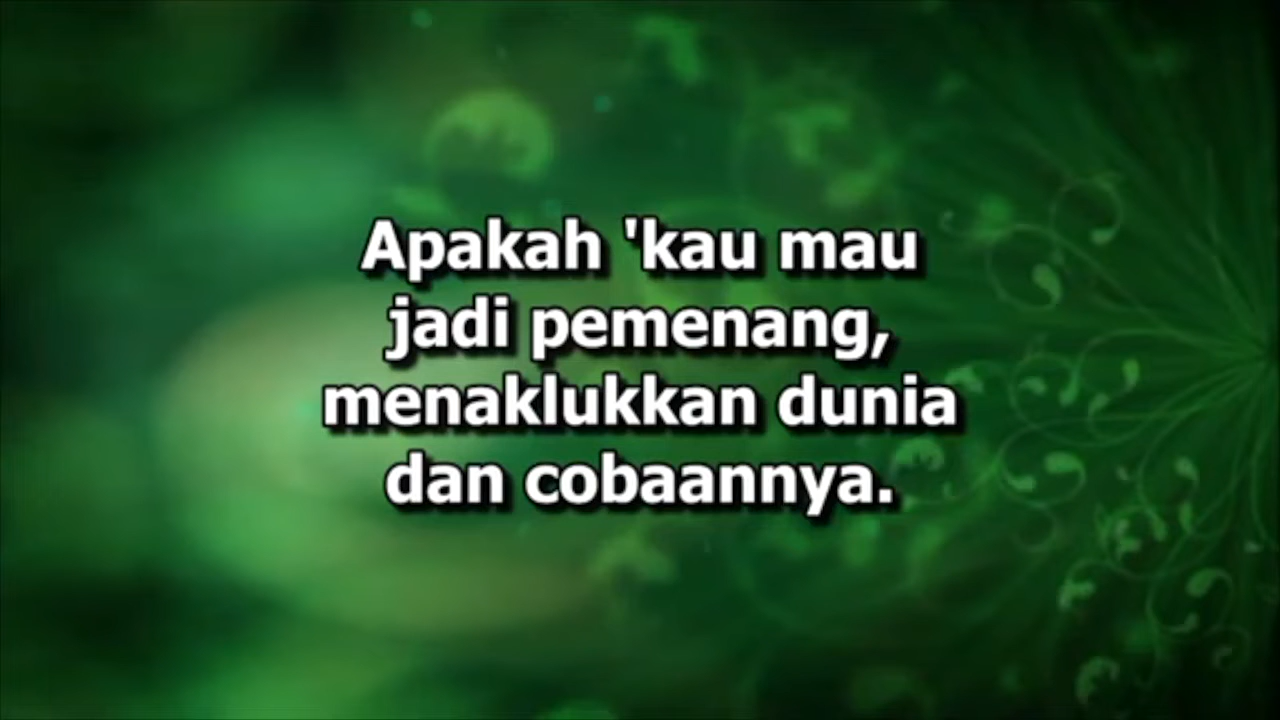 Apakah 'kau mau
jadi pemenang,
menaklukkan dunia
dan cobaannya.